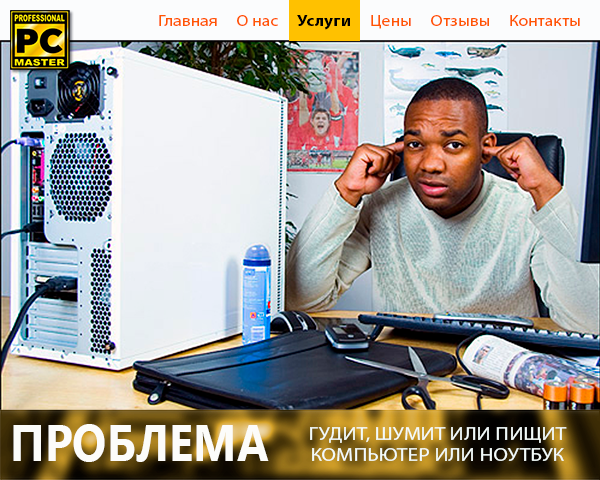 PROFESSIONAL
PC
MASTER
Главная О нас Услуги Цены Отзывы Контакты
ПРОБЛЕМА
ГУДИТ, ШУМИТ ИЛИ ПИЩИТ
КОМПЬЮТЕР ИЛИ НОУТБУК